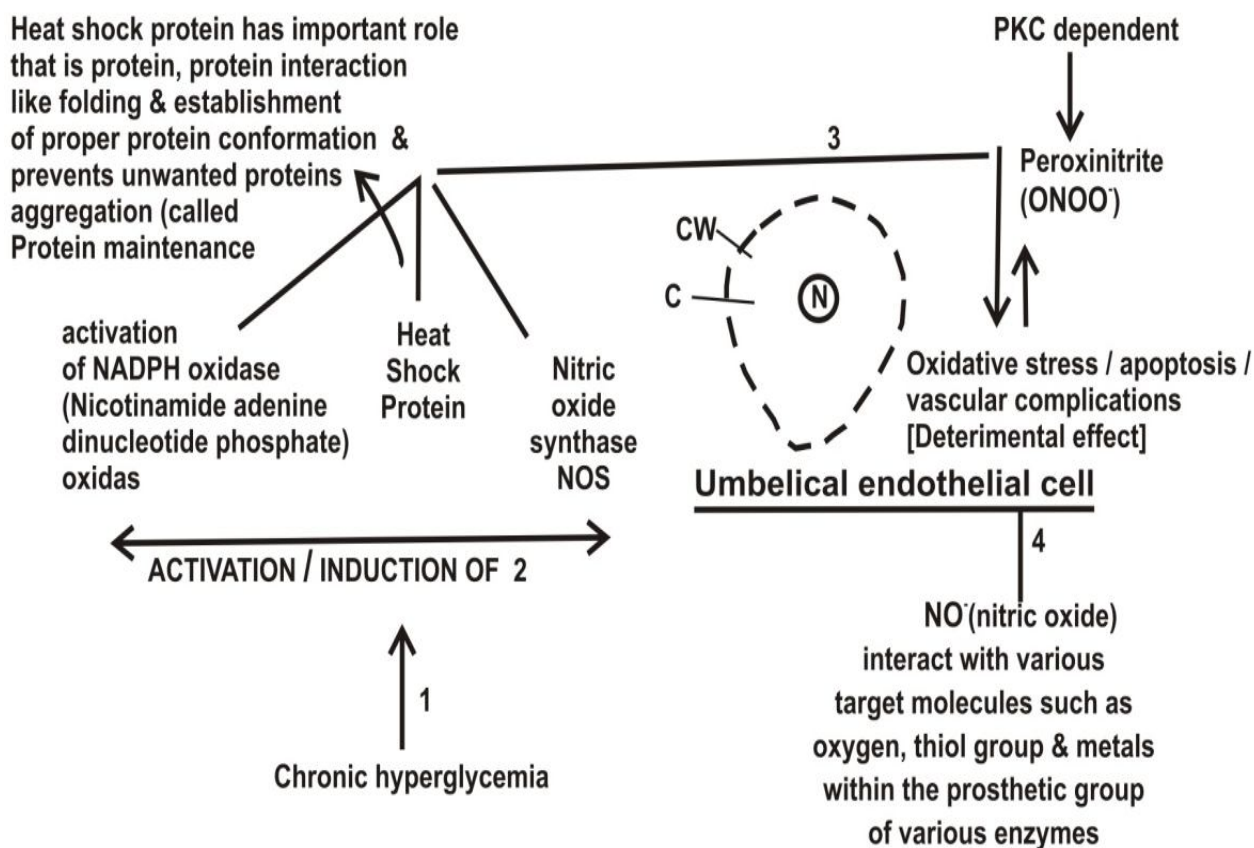 Heat shock protein has important role
that is protein, protein interaction
like folding & establishment
of proper protein conformation &
prevents unwanted proteins
aggregation (called
Protein maintenance
PKC dependent
3
Peroxinitrite
(ONOO⁻)
CW
C
N
activation
of NADPH oxidase
(Nicotinamide adenine
dinucleotide phosphate)
oxidas
Heat
Shock
Protein
Nitric
oxide
synthase
NOS
Oxidative stress / apoptosis /
vascular complications
[Deterimental effect]
Umbelical endothelial cell
ACTIVATION / INDUCTION OF 2
4
1
Chronic hyperglycemia
NO⁻(nitric oxide)
interact with various
target molecules such as
oxygen, thiol group & metals
within the prosthetic group
of various enzymes